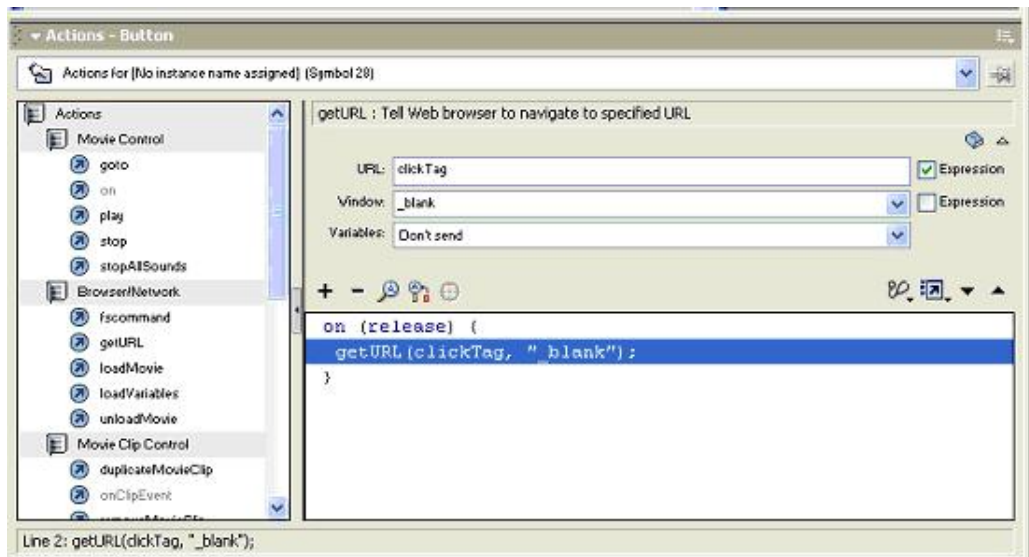 Actions - Button
Actions for [No instance name assigned] (Symbol 28)
Actions
Movie Control
goto
on
play
stop
stopAllSounds
Browser/Network
fscommand
getURL
loadMovie
loadVariables
unloadMovie
Movie Clip Control
duplicateMovieClip
onClipEvent
getURL : Tell Web browser to navigate to specified URL
URL: clickTag Expression
Window: _blank Expression
Variables: Don't send
on (release) {
getURL(clickTag, "_blank");
}
Line 2: getURL(clickTag, "_blank");